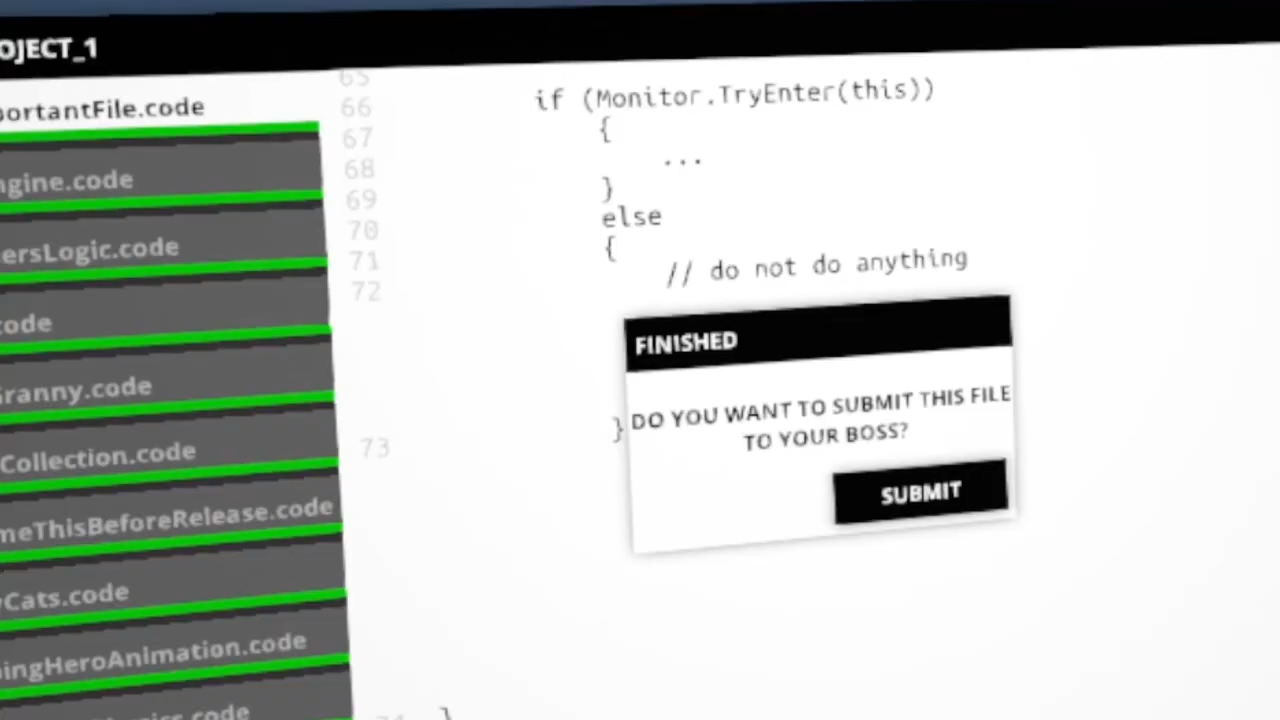 OJECT_1
portantFile.code
ngine.code
ersLogic.code
code
Granny.code
Collection.code
meThisBeforeRelease.code
Cats.code
ingHeroAnimation.code
.code
65
66 if (Monitor.TryEnter(this))
67 {
68 ...
69 }
70 else
71 {
72 // do not do anything
73 }
}
FINISHED
DO YOU WANT TO SUBMIT THIS FILE
TO YOUR BOSS?
SUBMIT